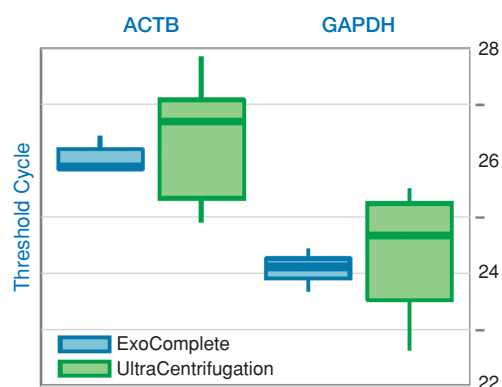 ACTB GAPDH
Threshold Cycle
28
26
24
22
ExoComplete
UltraCentrifugation